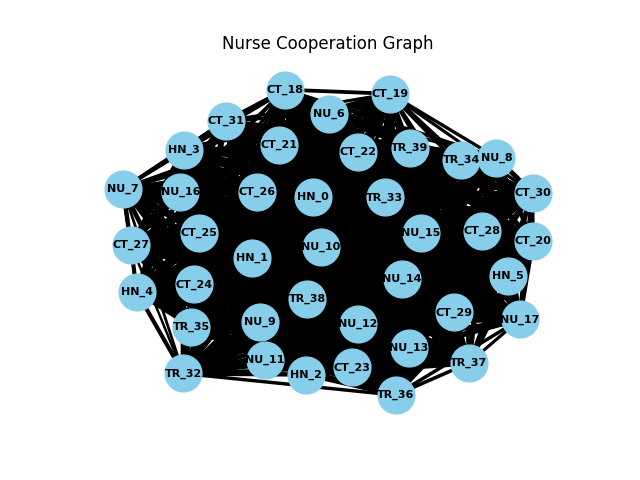 Nurse Cooperation Graph
CT_18
CT_19
NU_6
CT_31
CT_21
HN_3
CT_22
TR_39
TR_34
NU_8
NU_7
NU_16
CT_26
HN_0
TR_33
CT_30
CT_25
NU_15
CT_28
CT_20
CT_27
NU_10
HN_1
HN_5
NU_14
CT_24
HN_4
TR_38
CT_29
NU_17
TR_35
NU_9
NU_12
NU_13
NU_11
TR_37
CT_23
TR_32
HN_2
TR_36